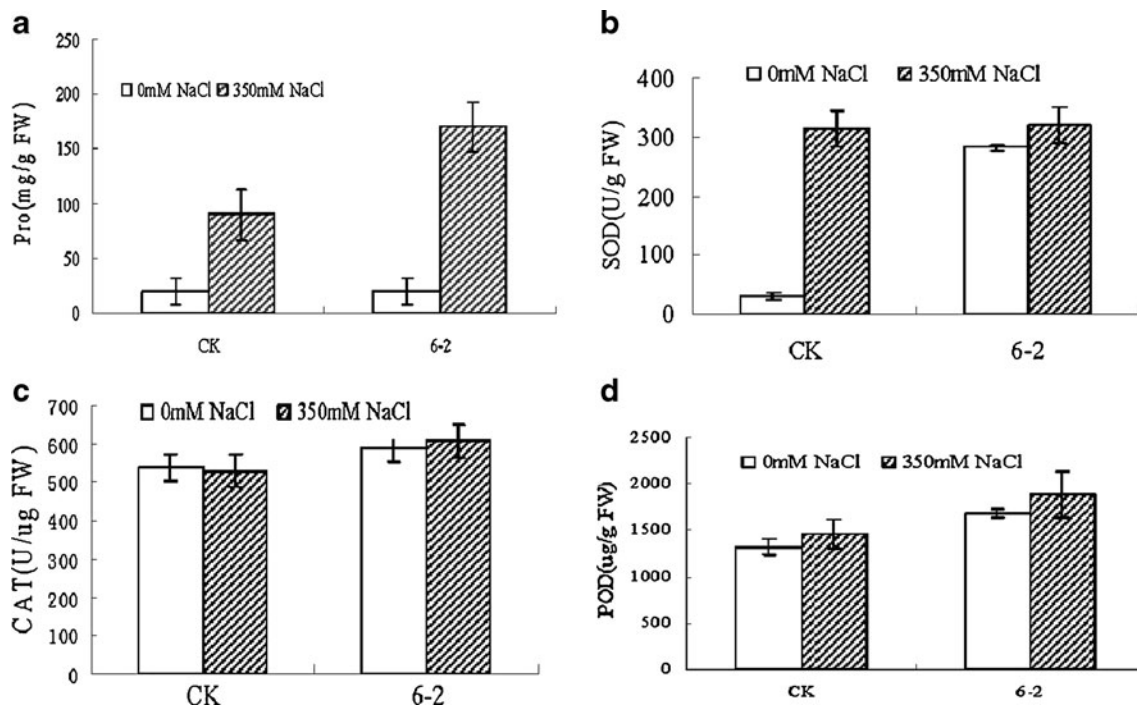 a
250
200
150
100
50
0
Pro(mg/g FW)
0mM NaCl 350mM NaCl
CK 6-2
b
400
300
200
100
0
SOD(U/g FW)
0mM NaCl 350mM NaCl
CK 6-2
c
700
600
500
400
300
200
100
0
CAT(U/ug FW)
0mM NaCl 350mM NaCl
CK 6-2
d
2500
2000
1500
1000
500
0
POD(ug/g FW)
0mM NaCl 350mM NaCl
CK 6-2